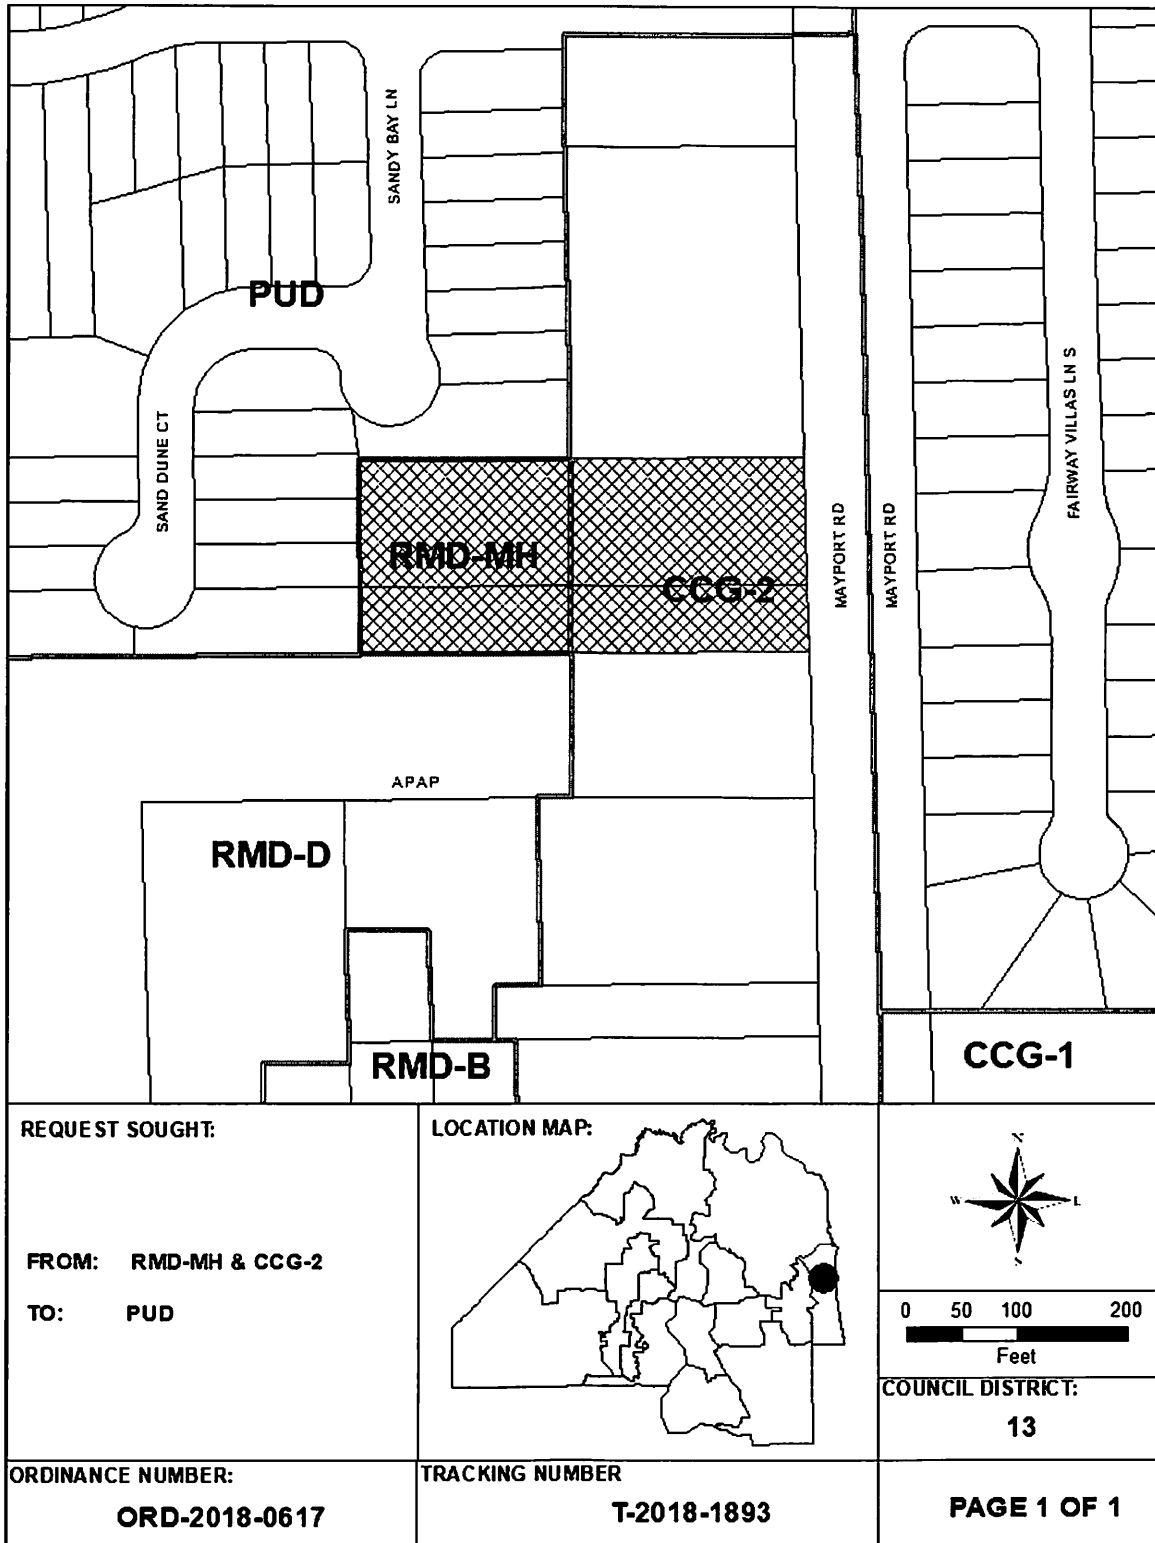 SANDY BAY LN
PUD
SAND DUNE CT
FAIRWAY VILLAS LN S
RMD-MH
CCG-2
MAYPORT RD
MAYPORT RD
APAP
RMD-D
RMD-B
CCG-1
REQUEST SOUGHT:
FROM: RMD-MH & CCG-2
TO: PUD
LOCATION MAP:
N
W
S
0 50 100 200
Feet
COUNCIL DISTRICT:
13
ORDINANCE NUMBER:
ORD-2018-0617
TRACKING NUMBER
T-2018-1893
PAGE 1 OF 1